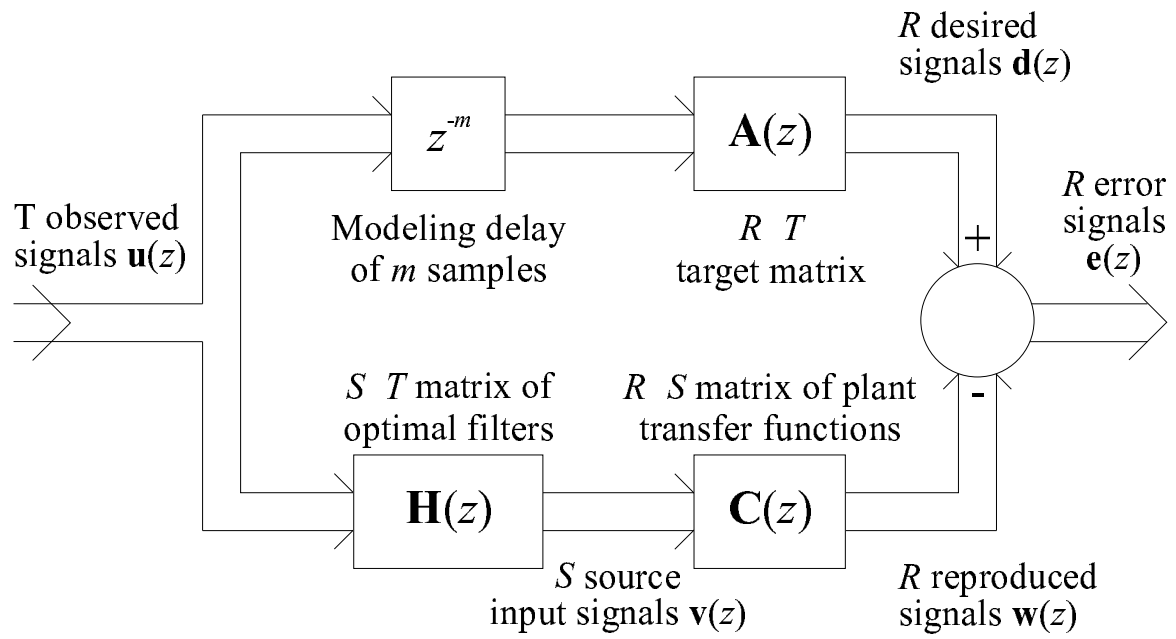 R desired
signals d(z)
z^-m
A(z)
T observed
signals u(z)
Modeling delay
of m samples
R T
target matrix
+
R error
signals
e(z)
S T matrix of
optimal filters
R S matrix of plant
transfer functions
-
H(z)
C(z)
S source
input signals v(z)
R reproduced
signals w(z)